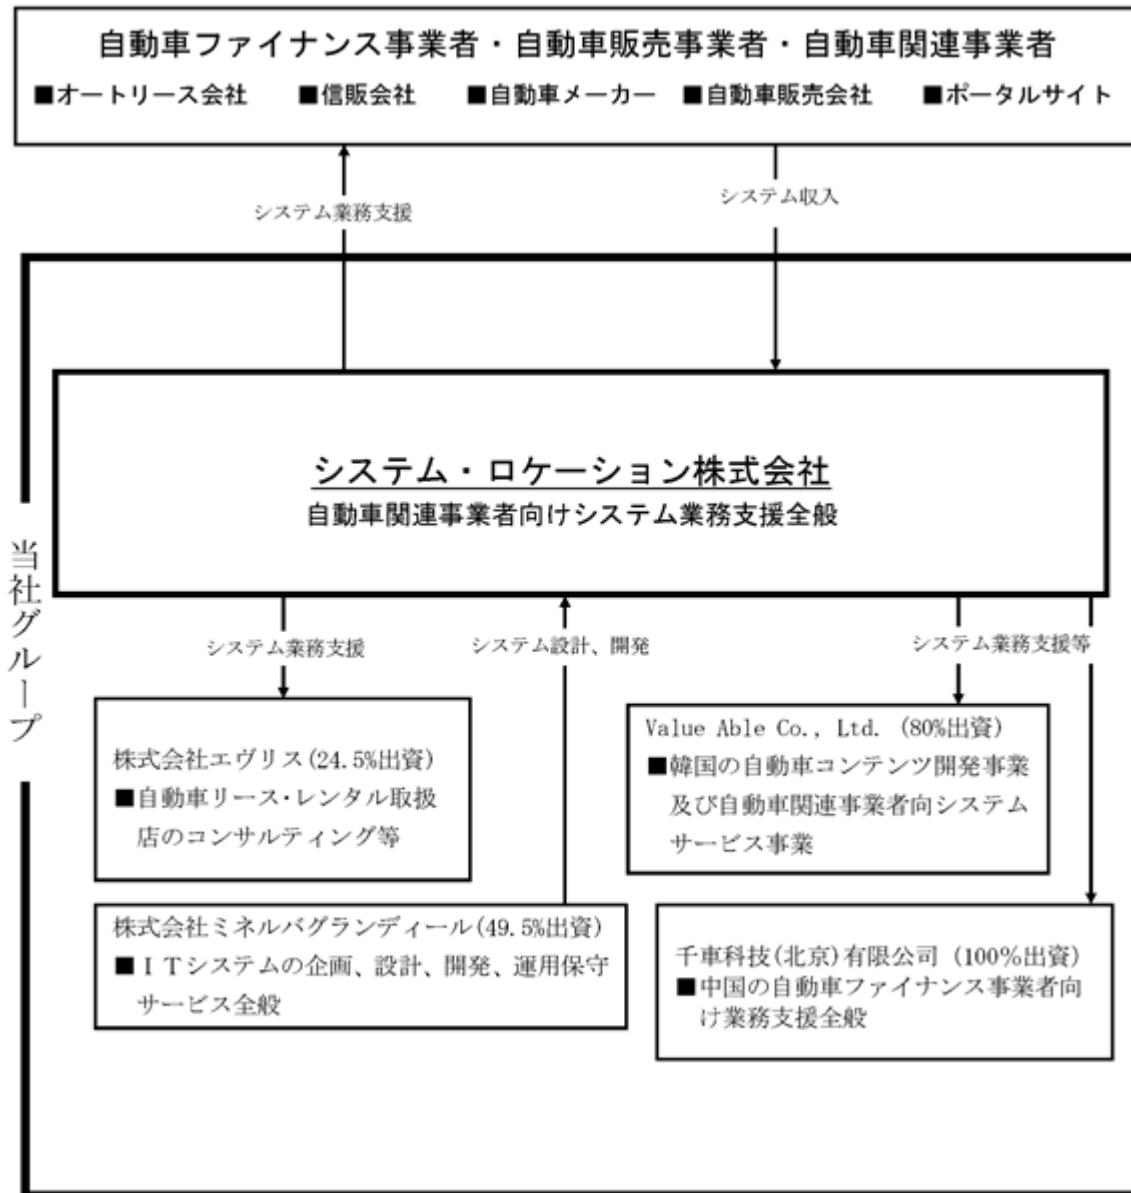 自動車ファイナンス事業者・自動車販売事業者・自動車関連事業者
■オートリース会社 ■信販会社 ■自動車メーカー ■自動車販売会社 ■ポータルサイト
システム業務支援
システム収入
当社グループ
システム・ロケーション株式会社
自動車関連事業者向けシステム業務支援全般
システム業務支援
システム設計、開発
システム業務支援等
株式会社エヴリス(24.5%出資)
■自動車リース・レンタル取扱
店のコンサルティング等
Value Able Co., Ltd. (80%出資)
■韓国の自動車コンテンツ開発事業
及び自動車関連事業者向システム
サービス事業
株式会社ミネルバグランディール(49.5%出資)
■ＩＴシステムの企画、設計、開発、運用保守
サービス全般
千車科技(北京)有限公司 (100%出資)
■中国の自動車ファイナンス事業者向
け業務支援全般